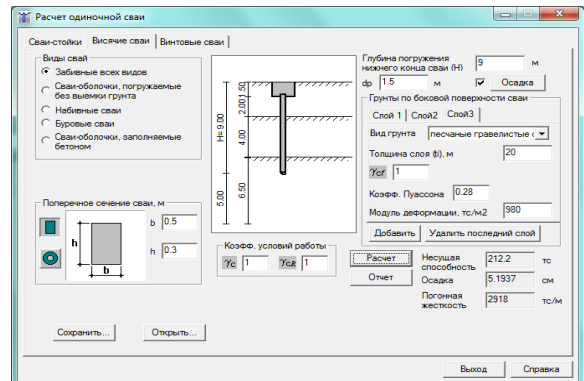 Расчет одиночной сваи
Сваи-стойки Висячие сваи Винтовые сваи
Виды свай
Забивные всех видов
Сваи-оболочки, погружаемые без выемки грунта
Набивные сваи
Буровые сваи
Сваи-оболочки, заполняемые бетоном
Поперечное сечение сваи, м
b 0.5
h 0.3
h
b
H= 9.00
1.50
2.00
4.00
5.00
6.50
Коэфф. условий работы
γc 1 γcR 1
Глубина погружения нижнего конца сваи (H) 9 м
dp 1.5 м Осадка
Грунты по боковой поверхности сваи
Слой 1 Слой2 Слой3
Вид грунта песчаные гравелистые с
Толщина слоя (ti), м 20
γcf 1
Коэфф. Пуассона 0.28
Модуль деформации, тс/м2 980
Добавить Удалить последний слой
Расчет
Отчет
Несущая способность 212.2 тс
Осадка 5.1937 см
Погонная жесткость 2918 тс/м
Сохранить... Открыть...
Выход Справка